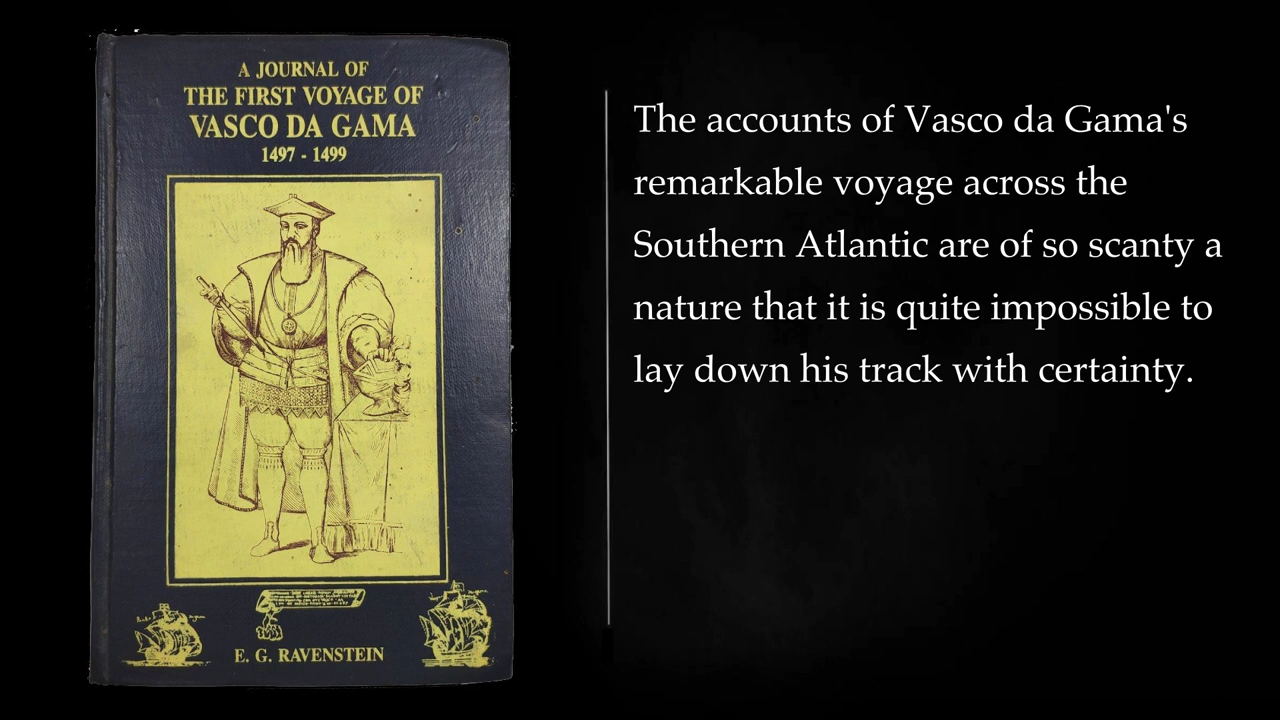 A JOURNAL OF
THE FIRST VOYAGE OF
VASCO DA GAMA
1497 - 1499
E. G. RAVENSTEIN
The accounts of Vasco da Gama's
remarkable voyage across the
Southern Atlantic are of so scanty a
nature that it is quite impossible to
lay down his track with certainty.